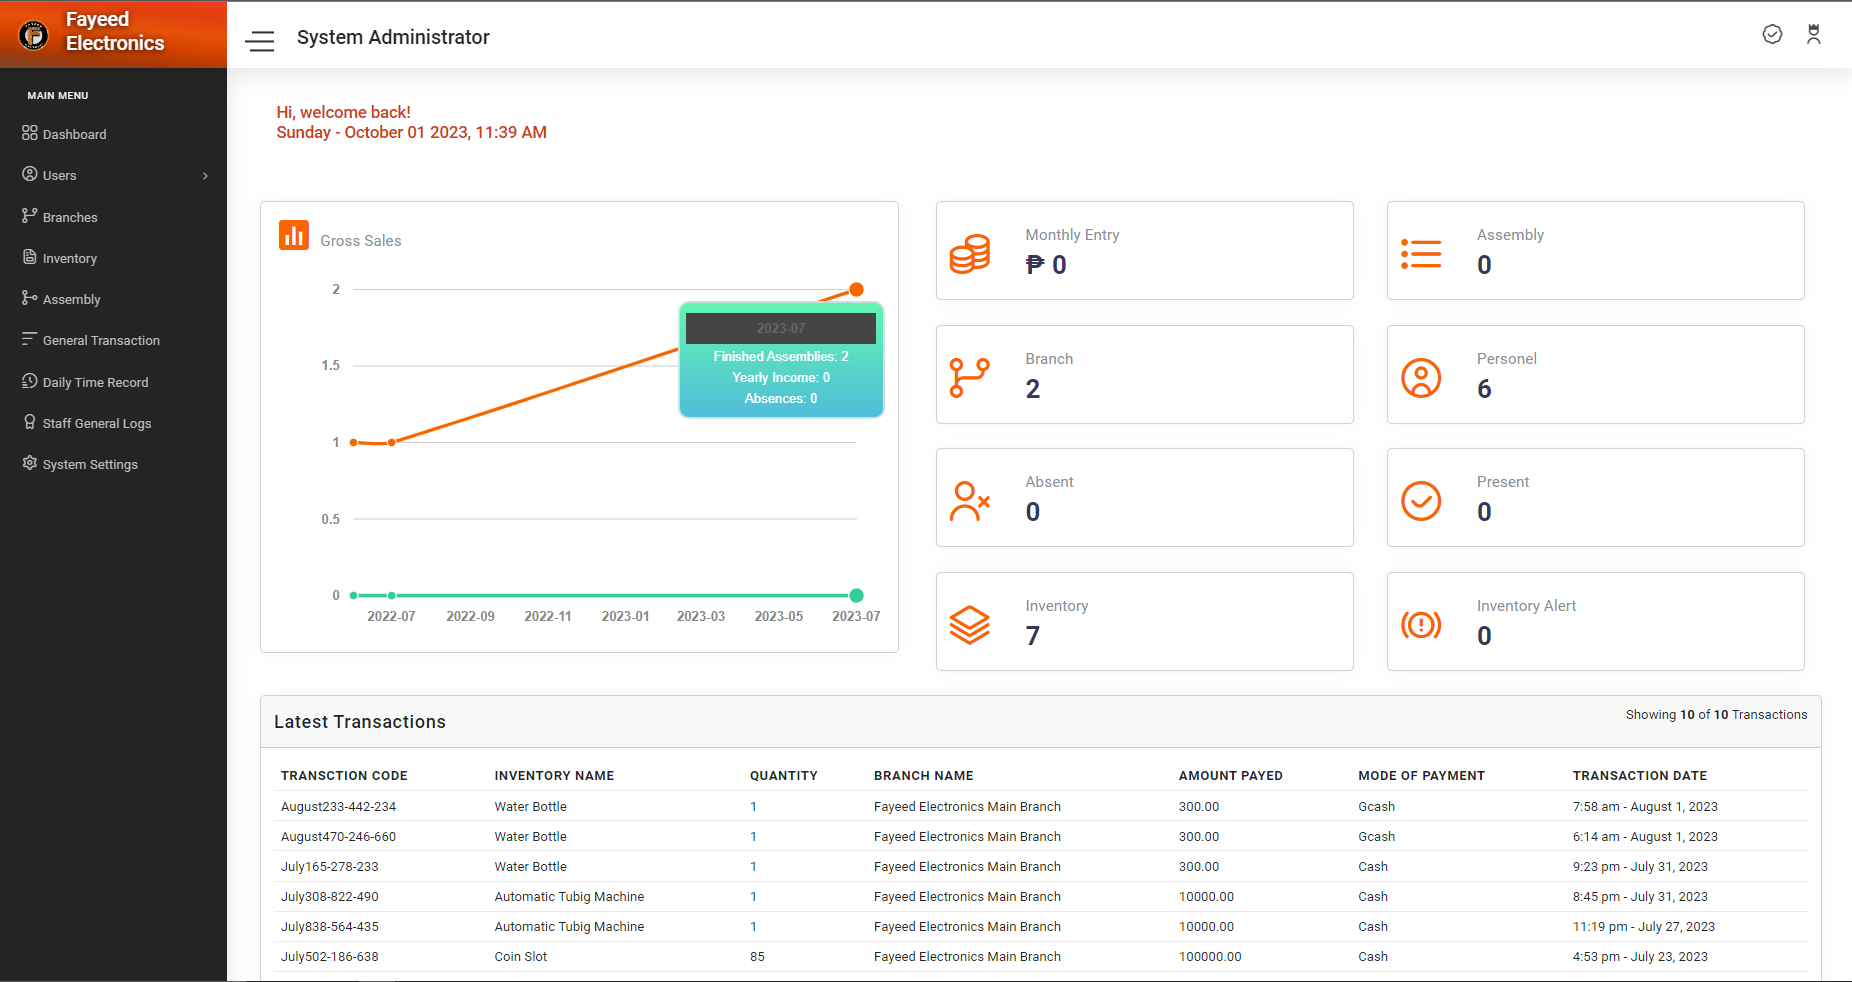 Fayeed
Electronics
System Administrator
MAIN MENU
Dashboard
Users
Branches
Inventory
Assembly
General Transaction
Daily Time Record
Staff General Logs
System Settings
Hi, welcome back!
Sunday - October 01 2023, 11:39 AM
Gross Sales
2
1.5
1
0.5
0
2022-07 2022-09 2022-11 2023-01 2023-03 2023-05 2023-07
2023-07
Finished Assemblies: 2
Yearly Income: 0
Absences: 0
Monthly Entry
₱ 0
Assembly
0
Branch
2
Personel
6
Absent
0
Present
0
Inventory
7
Inventory Alert
0
Latest Transactions
Showing 10 of 10 Transactions
TRANSCTION CODE INVENTORY NAME QUANTITY BRANCH NAME AMOUNT PAYED MODE OF PAYMENT TRANSACTION DATE
August233-442-234 Water Bottle 1 Fayeed Electronics Main Branch 300.00 Gcash 7:58 am - August 1, 2023
August470-246-660 Water Bottle 1 Fayeed Electronics Main Branch 300.00 Gcash 6:14 am - August 1, 2023
July165-278-233 Water Bottle 1 Fayeed Electronics Main Branch 300.00 Cash 9:23 pm - July 31, 2023
July308-822-490 Automatic Tubig Machine 1 Fayeed Electronics Main Branch 10000.00 Cash 8:45 pm - July 31, 2023
July838-564-435 Automatic Tubig Machine 1 Fayeed Electronics Main Branch 10000.00 Cash 11:19 pm - July 27, 2023
July502-186-638 Coin Slot 85 Fayeed Electronics Main Branch 100000.00 Cash 4:53 pm - July 23, 2023